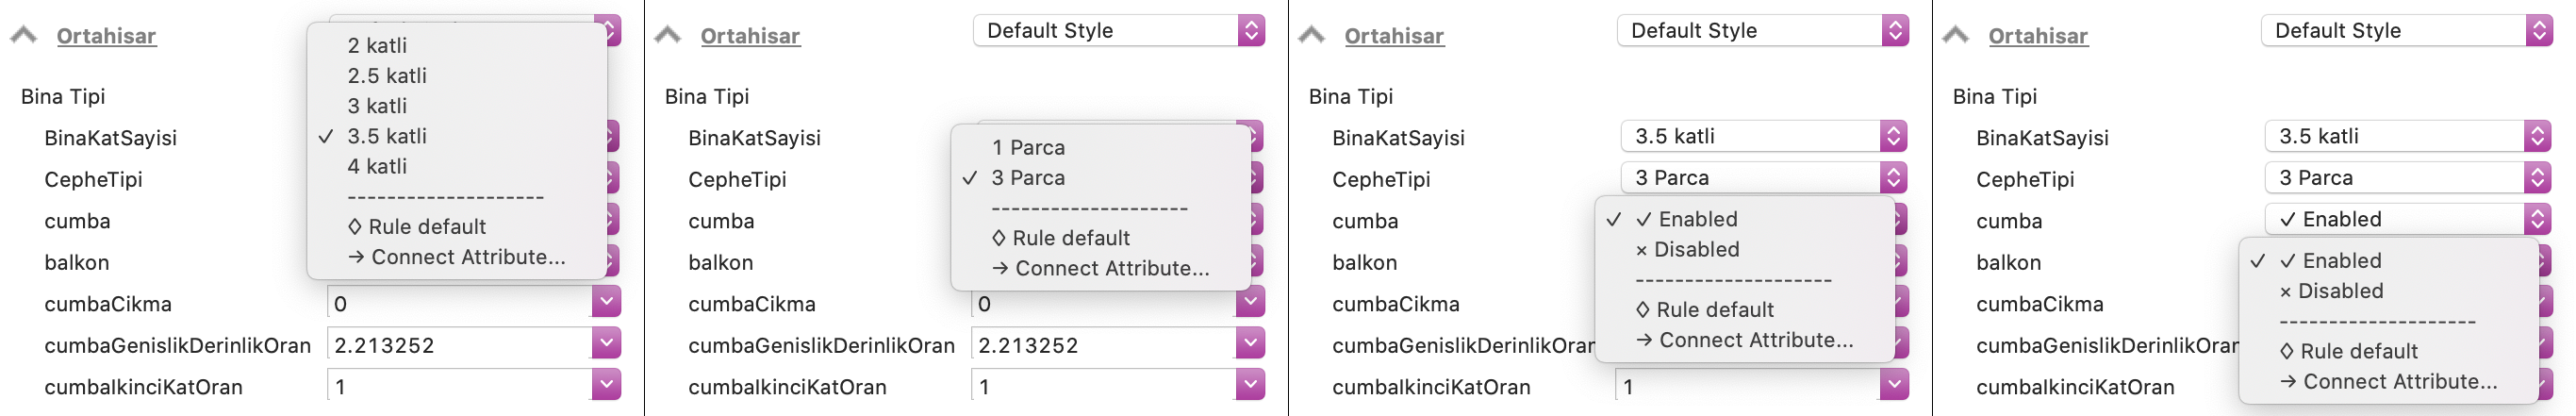 Ortahisar
2 katli
2.5 katli
Bina Tipi
3 katli
BinaKatSayisi
✓ 3.5 katli
4 katli
CepheTipi
---------------------
cumba
◊ Rule default
balkon
→ Connect Attribute...
cumbaCikma 0
cumbaGenislikDerinlikOran 2.213252
cumbaIkinciKatOran 1
Ortahisar Default Style
Bina Tipi
BinaKatSayisi
1 Parca
CepheTipi
✓ 3 Parca
---------------------
cumba
◊ Rule default
balkon
→ Connect Attribute...
cumbaCikma 0
cumbaGenislikDerinlikOran 2.213252
cumbaIkinciKatOran 1
Ortahisar Default Style
Bina Tipi
BinaKatSayisi 3.5 katli
CepheTipi 3 Parca
cumba ✓ ✓ Enabled
× Disabled
balkon
---------------------
cumbaCikma
◊ Rule default
cumbaGenislikDerinlikOran
→ Connect Attribute...
cumbaIkinciKatOran 1
Ortahisar Default Style
Bina Tipi
BinaKatSayisi 3.5 katli
CepheTipi 3 Parca
cumba ✓ Enabled
balkon ✓ ✓ Enabled
× Disabled
cumbaCikma
---------------------
cumbaGenislikDerinlikOran
◊ Rule default
cumbaIkinciKatOran
→ Connect Attribute...